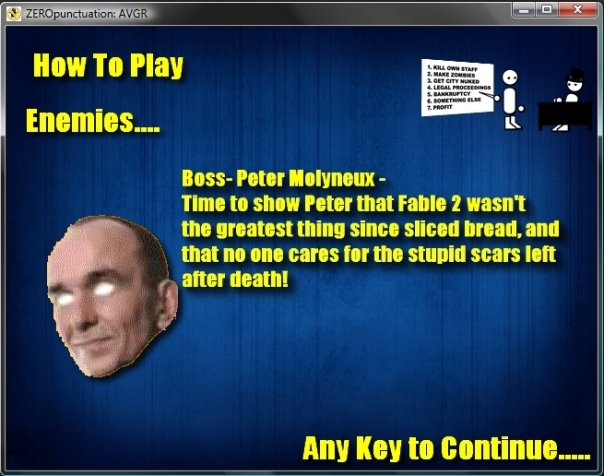 ZEROpunctuation: AVGR
How To Play
1. KILL OWN STAFF
2. MAKE ZOMBIES
3. GET CITY NUKED
4. LEGAL PROCEEDINGS
5. BANKRUPTCY
6. SOMETHING ELSE
7. PROFIT
Enemies....
Boss- Peter Molyneux -
Time to show Peter that Fable 2 wasn't
the greatest thing since sliced bread, and
that no one cares for the stupid scars left
after death!
Any Key to Continue.....